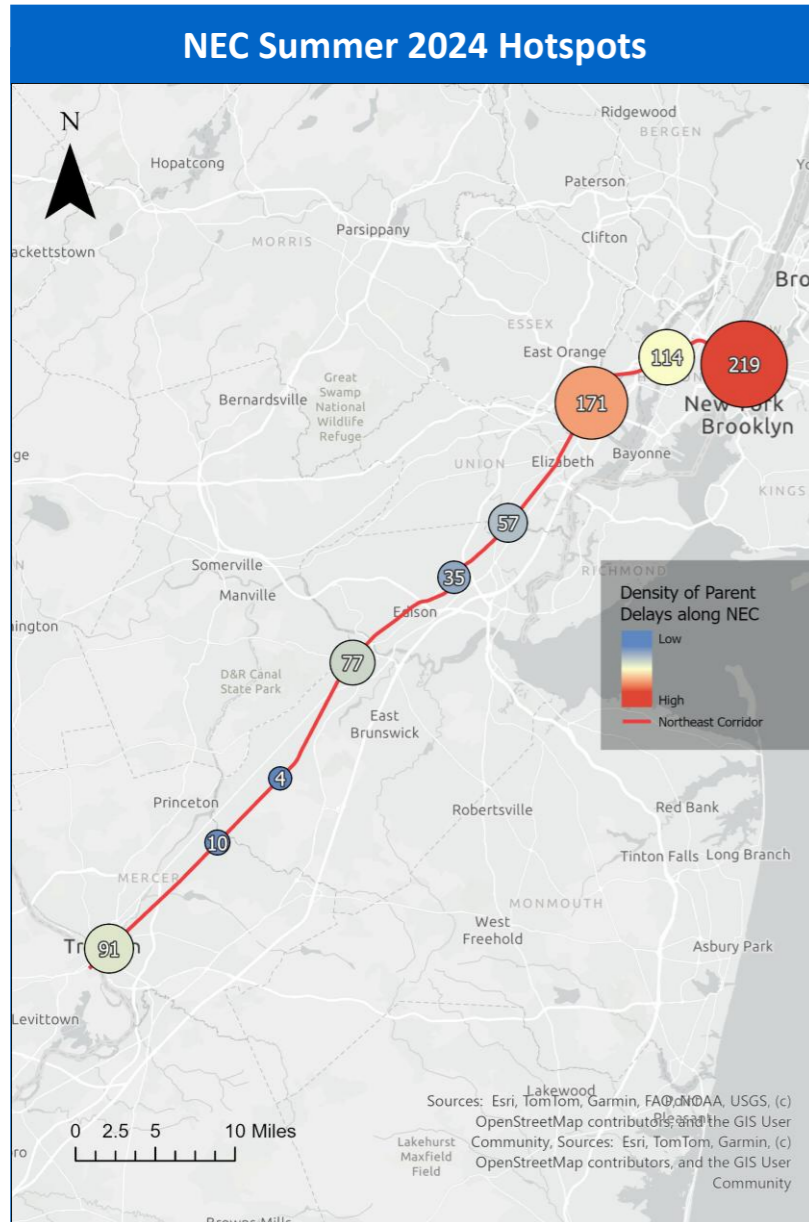 NEC Summer 2024 Hotspots
N
Ridgewood
BERGEN
Hopatcong
Paterson
Parsippany
Clifton
MORRIS
ackettstown
Bro
ESSEX
East Orange
114
219
171
New York
Brooklyn
Great
Swamp
National
Wildlife
Refuge
Bernardsville
ge
UNION
Elizabeth
Bayonne
KINGS
57
35
Somerville
Manville
RICHMOND
Edison
Density of Parent
Delays along NEC
Low
High
Northeast Corridor
ington
77
D&R Canal
State Park
East
Brunswick
4
Princeton
Robertsville
Red Bank
10
Tinton Falls
Long Branch
MERCER
MONMOUTH
West
Freehold
91
Asbury Park
Levittown
Lakewood
Sources: Esri, TomTom, Garmin, FAO, NOAA, USGS, (c)
OpenStreetMap contributors, and the GIS User
Community, Sources: Esri, TomTom, Garmin, (c)
OpenStreetMap contributors, and the GIS User
Community
Pleasant
0 2.5 5 10 Miles
Lakehurst
Maxfield
Field
ro